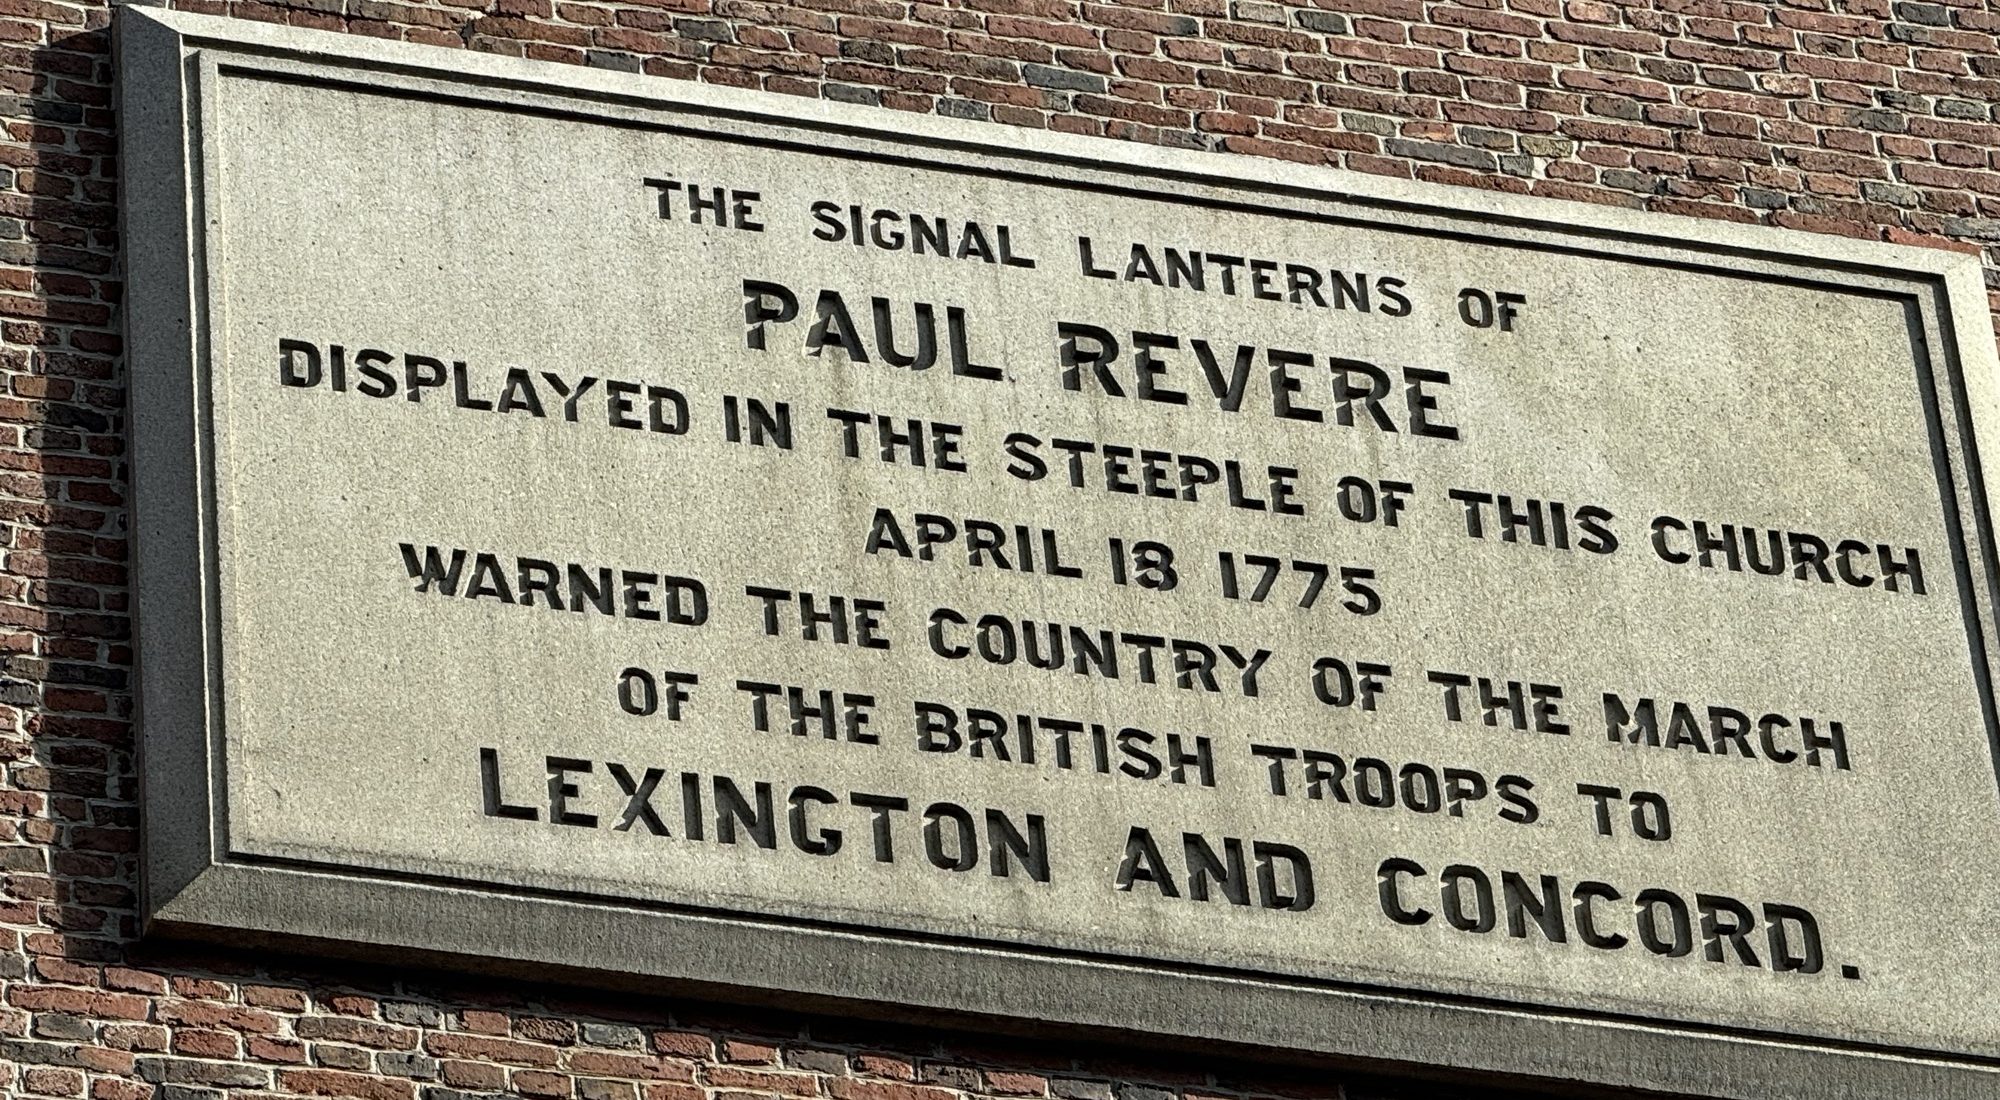 THE SIGNAL LANTERNS OF
PAUL REVERE
DISPLAYED IN THE STEEPLE OF THIS CHURCH
APRIL 18 1775
WARNED THE COUNTRY OF THE MARCH
OF THE BRITISH TROOPS TO
LEXINGTON AND CONCORD.